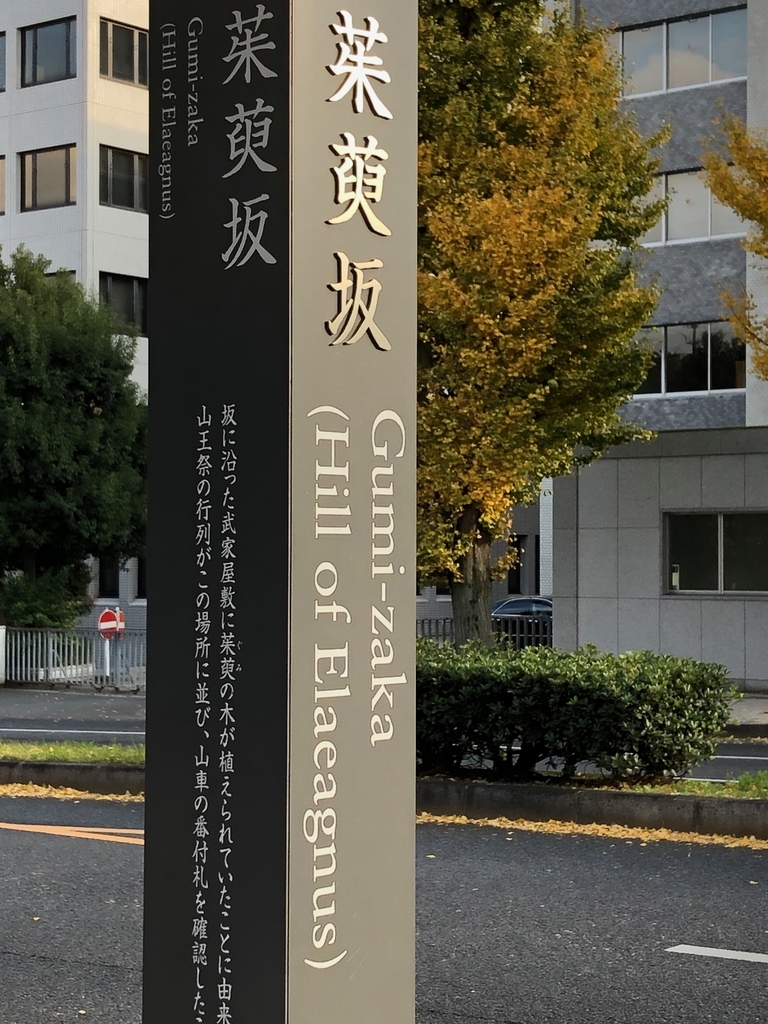 茱萸坂
Gumi-zaka
(Hill of Elaeagnus)
茱萸坂
Gumi-zaka
(Hill of Elaeagnus)
坂に沿った武家屋敷に茱萸の木が植えられていたことに由来
ぐみ
山王祭の行列がこの場所に並び、山車の番付札を確認した